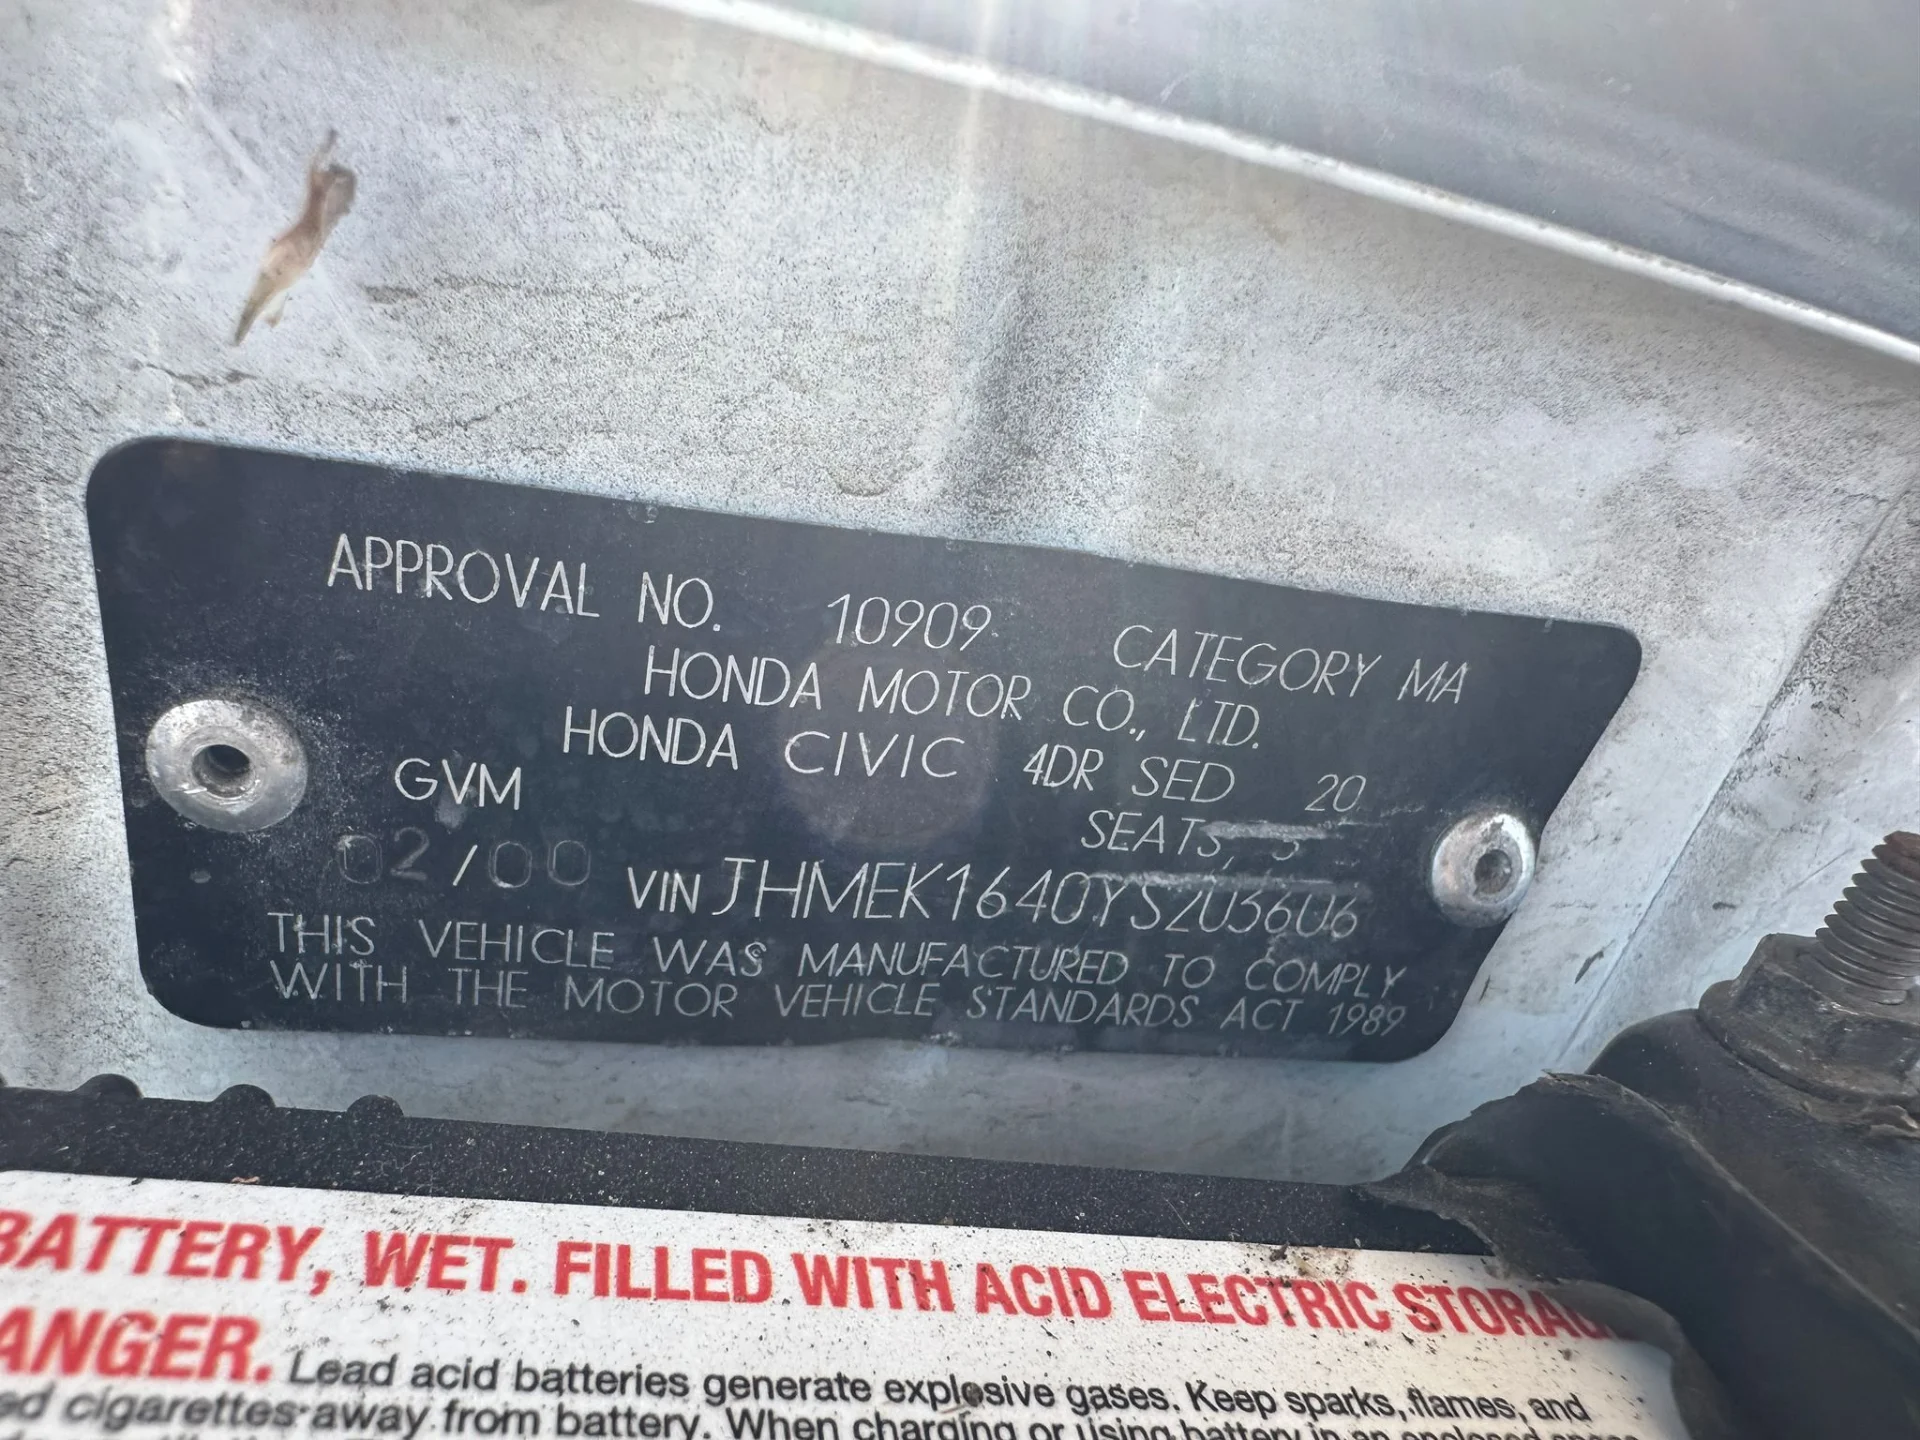 APPROVAL NO. 10909 CATEGORY MA
HONDA MOTOR CO., LTD.
HONDA CIVIC 4DR SED 20
GVM SEATS, 5
02/00 VIN JHMEK1640YS203606
THIS VEHICLE WAS MANUFACTURED TO COMPLY
WITH THE MOTOR VEHICLE STANDARDS ACT 1989
BATTERY, WET. FILLED WITH ACID ELECTRIC
ANGER. Lead acid batteries generate explosive gases. Keep sparks, flames, and
ed cigarettes away from battery. When charging or using battery in an enclosed